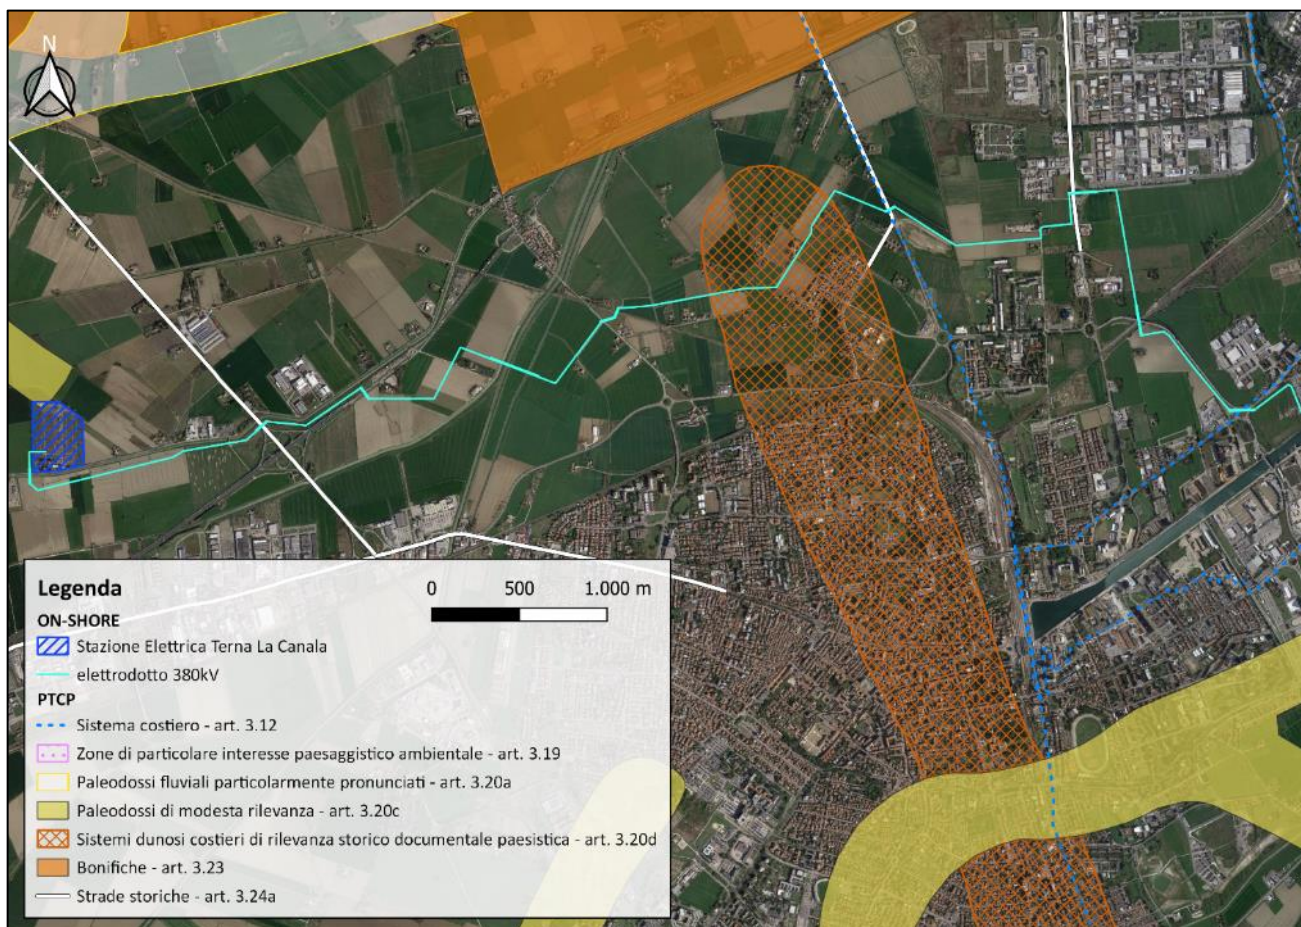 N
Legenda
0 500 1.000 m
ON-SHORE
Stazione Elettrica Terna La Canala
elettrodotto 380kV
PTCP
Sistema costiero - art. 3.12
Zone di particolare interesse paesaggistico ambientale - art. 3.19
Paleodossi fluviali particolarmente pronunciati - art. 3.20a
Paleodossi di modesta rilevanza - art. 3.20c
Sistemi dunosi costieri di rilevanza storico documentale paesistica - art. 3.20d
Bonifiche - art. 3.23
Strade storiche - art. 3.24a